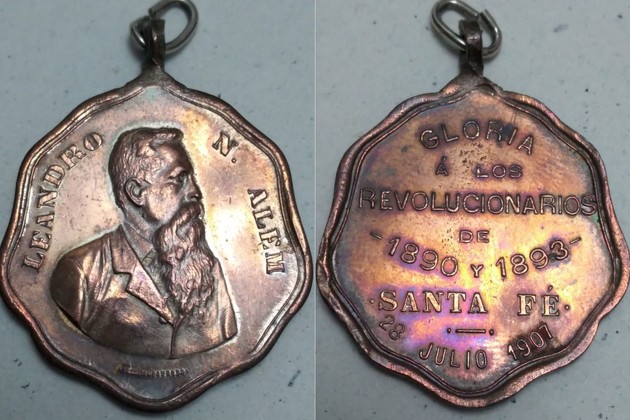 LEANDRO N. ALEM
GLORIA
Á LOS
REVOLUCIONARIOS
DE
-1890 Y 1893-
·SANTA FÉ·
28 JULIO 1907